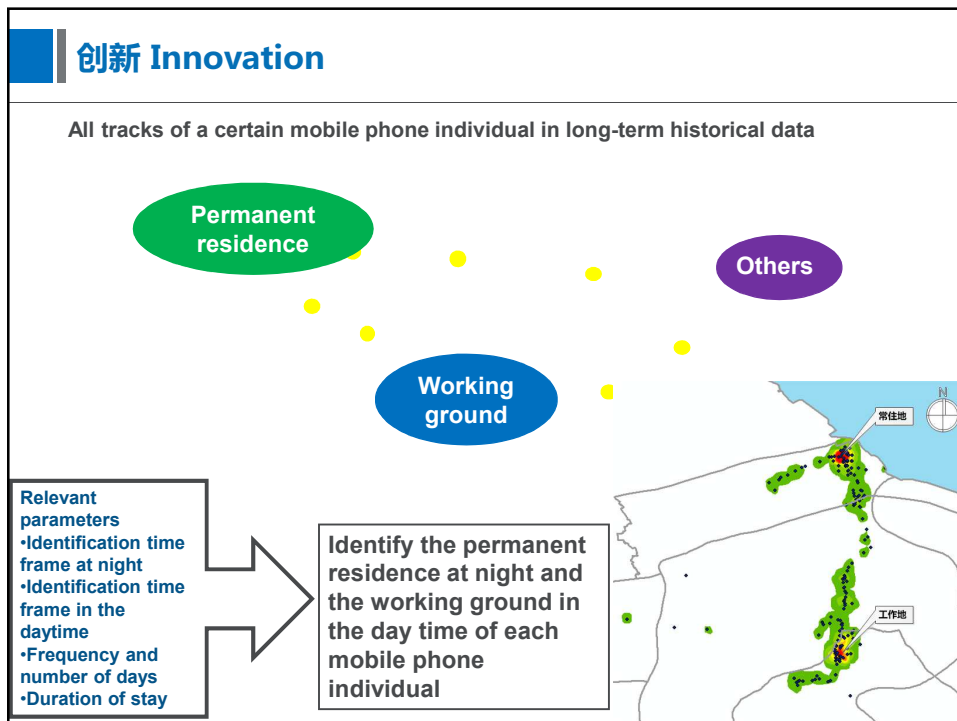 创新 Innovation
All tracks of a certain mobile phone individual in long-term historical data
Permanent
residence
Others
Working
ground
N
常住地
工作地
Relevant
parameters
•Identification time
frame at night
•Identification time
frame in the
daytime
•Frequency and
number of days
•Duration of stay
Identify the permanent
residence at night and
the working ground in
the day time of each
mobile phone
individual